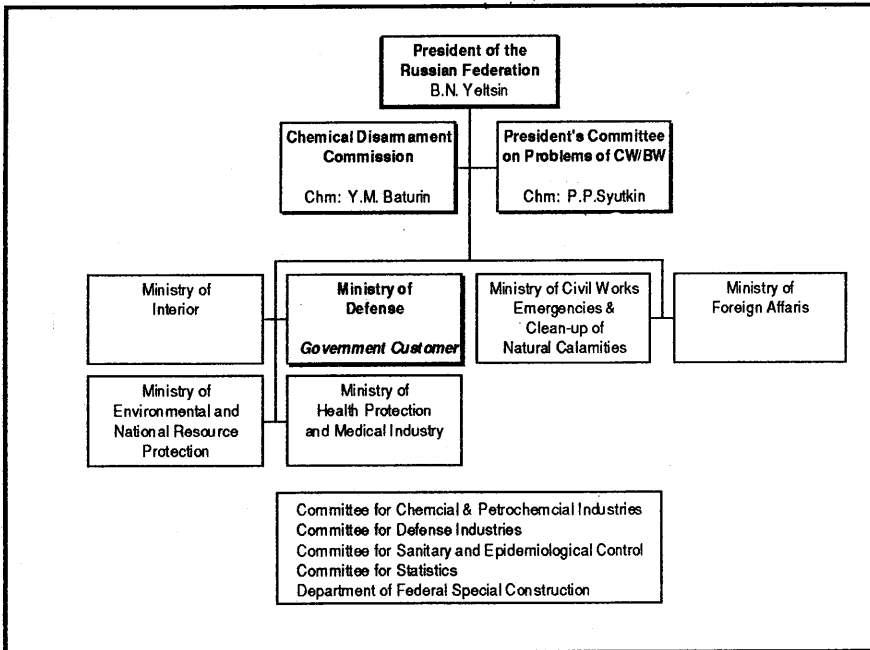 President of the
Russian Federation
B.N. Yeltsin
Chemical Disarmament
Commission
Chm: Y.M. Baturin
President's Committee
on Problems of CW/BW
Chm: P.P.Syutkin
Ministry of
Interior
Ministry of
Defense
Government Customer
Ministry of Civil Works
Emergencies &
Clean-up of
Natural Calamities
Ministry of
Foreign Affaris
Ministry of
Environmental and
National Resource
Protection
Ministry of
Health Protection
and Medical Industry
Committee for Chemcial & Petrochemcial Industries
Committee for Defense Industries
Committee for Sanitary and Epidemiological Control
Committee for Statistics
Department of Federal Special Construction